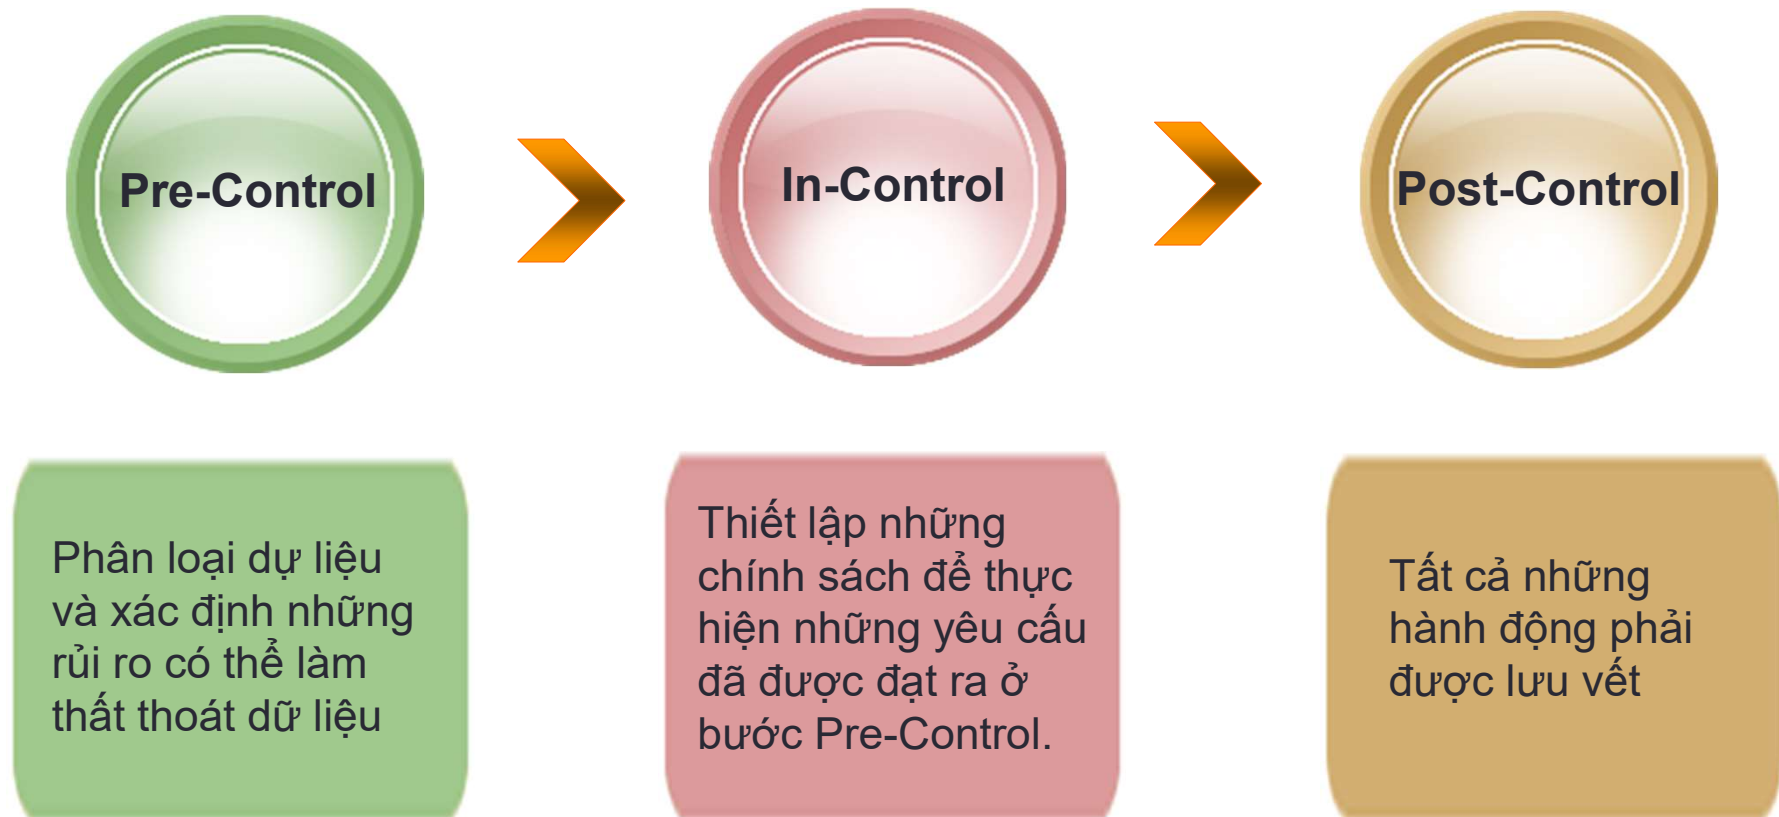 Pre-Control
In-Control
Post-Control
Phân loại dự liệu
và xác định những
rủi ro có thể làm
thất thoát dữ liệu
Thiết lập những
chính sách để thực
hiện những yêu cấu
đã được đạt ra ở
bước Pre-Control.
Tất cả những
hành động phải
được lưu vết